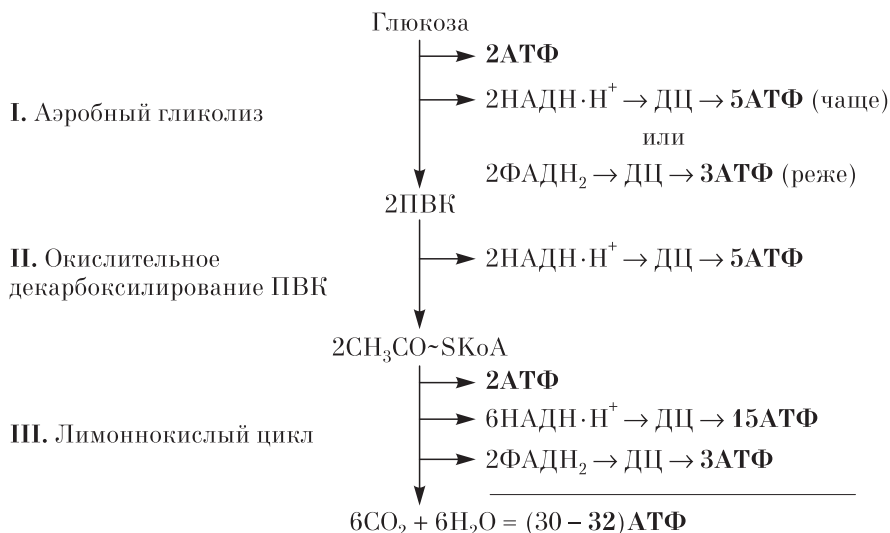 Глюкоза
2АТФ
I. Аэробный гликолиз
2НАДН·Н⁺ → ДЦ → 5АТФ (чаще)
или
2ФАДН₂ → ДЦ → 3АТФ (реже)
2ПВК
II. Окислительное
декарбоксилирование ПВК
2НАДН·Н⁺ → ДЦ → 5АТФ
2CH₃CO~SKoA
2АТФ
III. Лимоннокислый цикл
6НАДН·Н⁺ → ДЦ → 15АТФ
2ФАДН₂ → ДЦ → 3АТФ
6CO₂ + 6H₂O = (30 – 32)АТФ